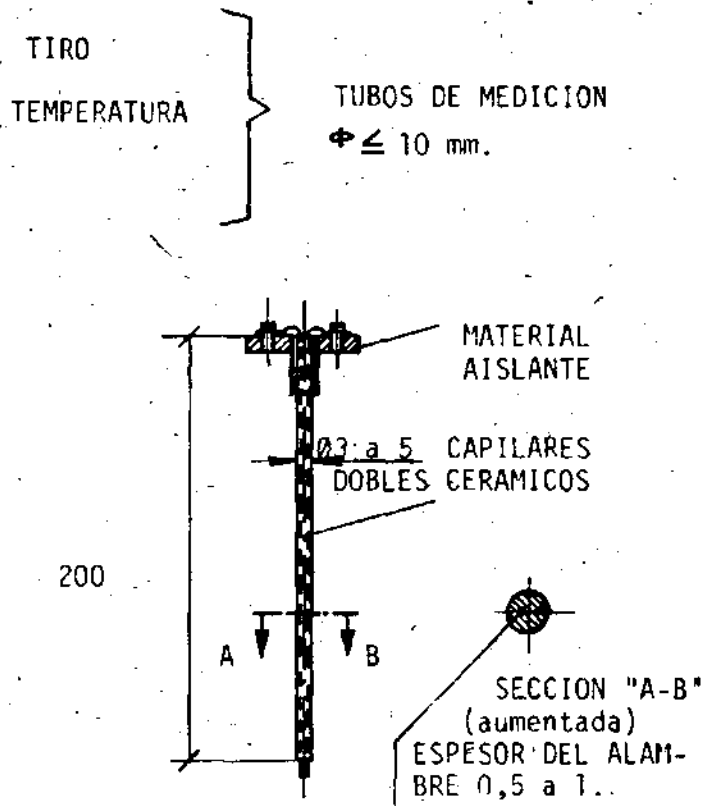 TIRO
TEMPERATURA
TUBOS DE MEDICION
Φ ≦ 10 mm.
MATERIAL
AISLANTE
Ø3 a 5 CAPILARES
DOBLES CERAMICOS
200
A B
SECCION "A-B"
(aumentada)
ESPESOR DEL ALAM-
BRE 0,5 a 1..